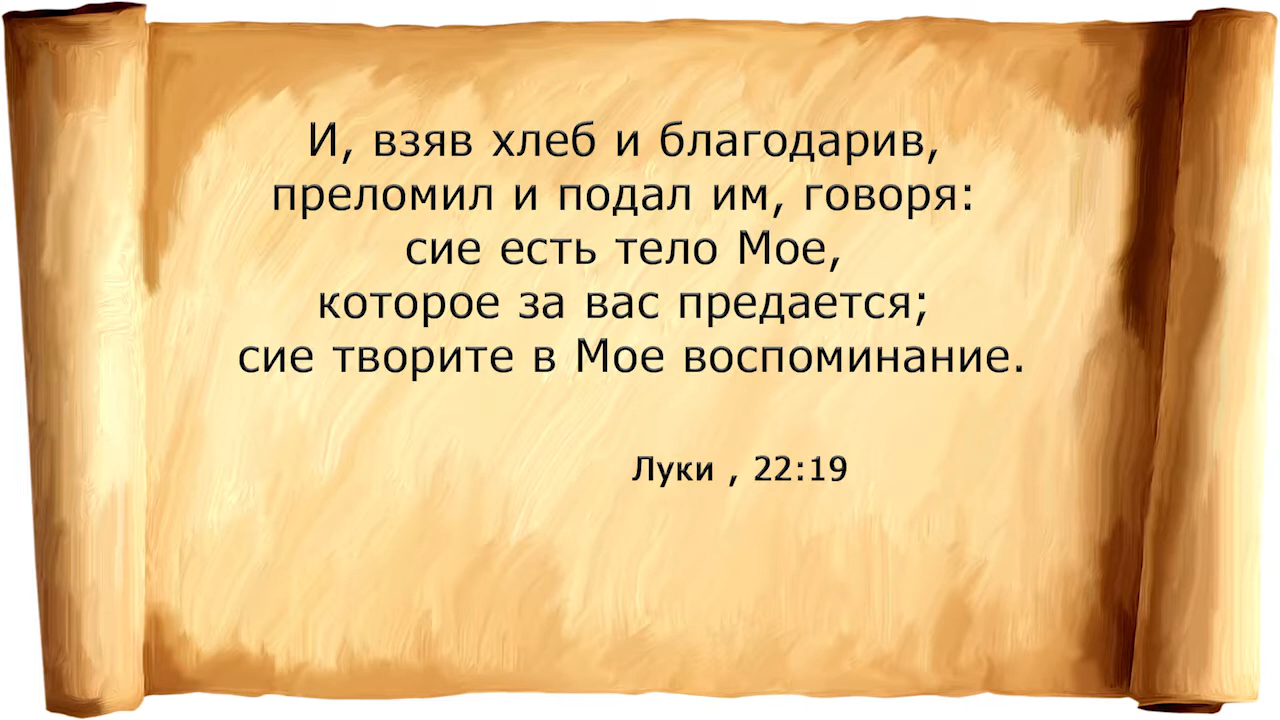 И, взяв хлеб и благодарив,
преломил и подал им, говоря:
сие есть тело Мое,
которое за вас предается;
сие творите в Мое воспоминание.
Луки , 22:19